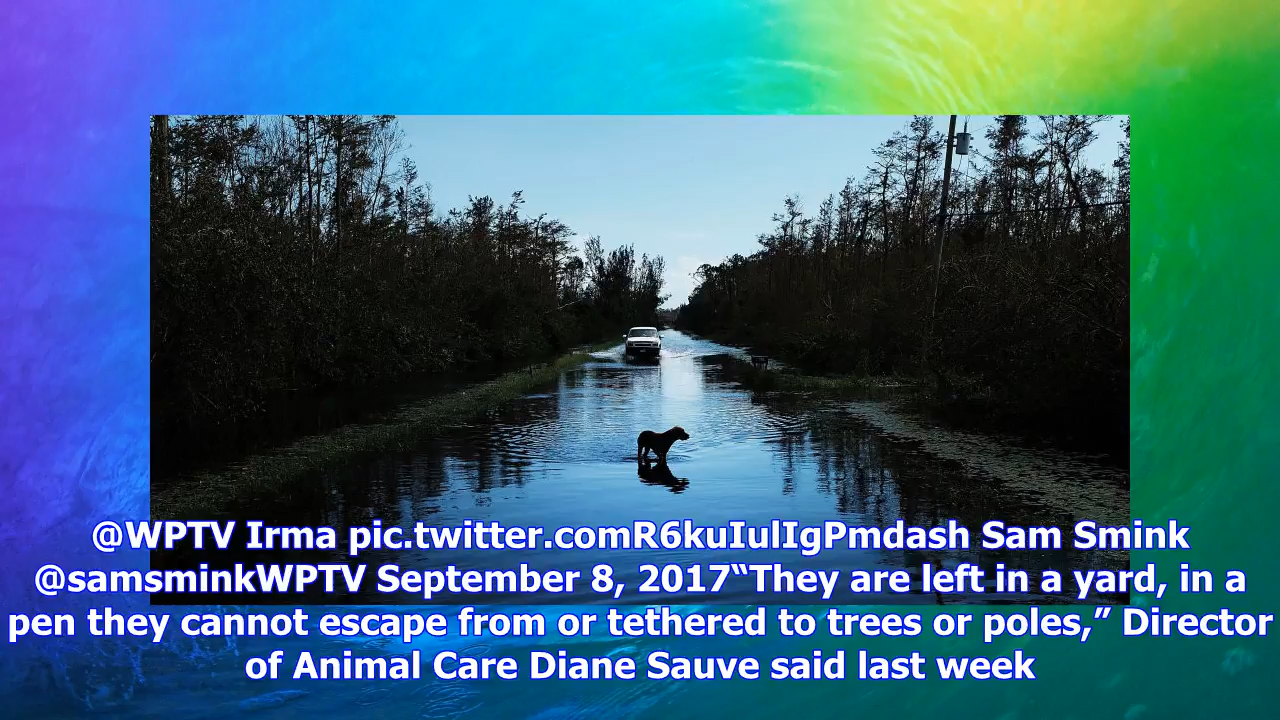 @WPTV Irma pic.twitter.comR6kuIulIgPmdash Sam Smink
@samsminkWPTV September 8, 2017“They are left in a yard, in a
pen they cannot escape from or tethered to trees or poles,” Director
of Animal Care Diane Sauve said last week